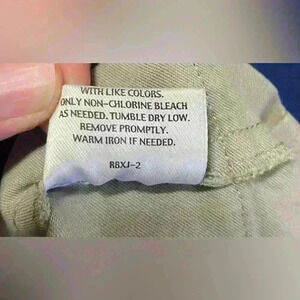 WITH LIKE COLORS.
ONLY NON-CHLORINE BLEACH
AS NEEDED. TUMBLE DRY LOW.
REMOVE PROMPTLY.
WARM IRON IF NEEDED.
RBXJ-2